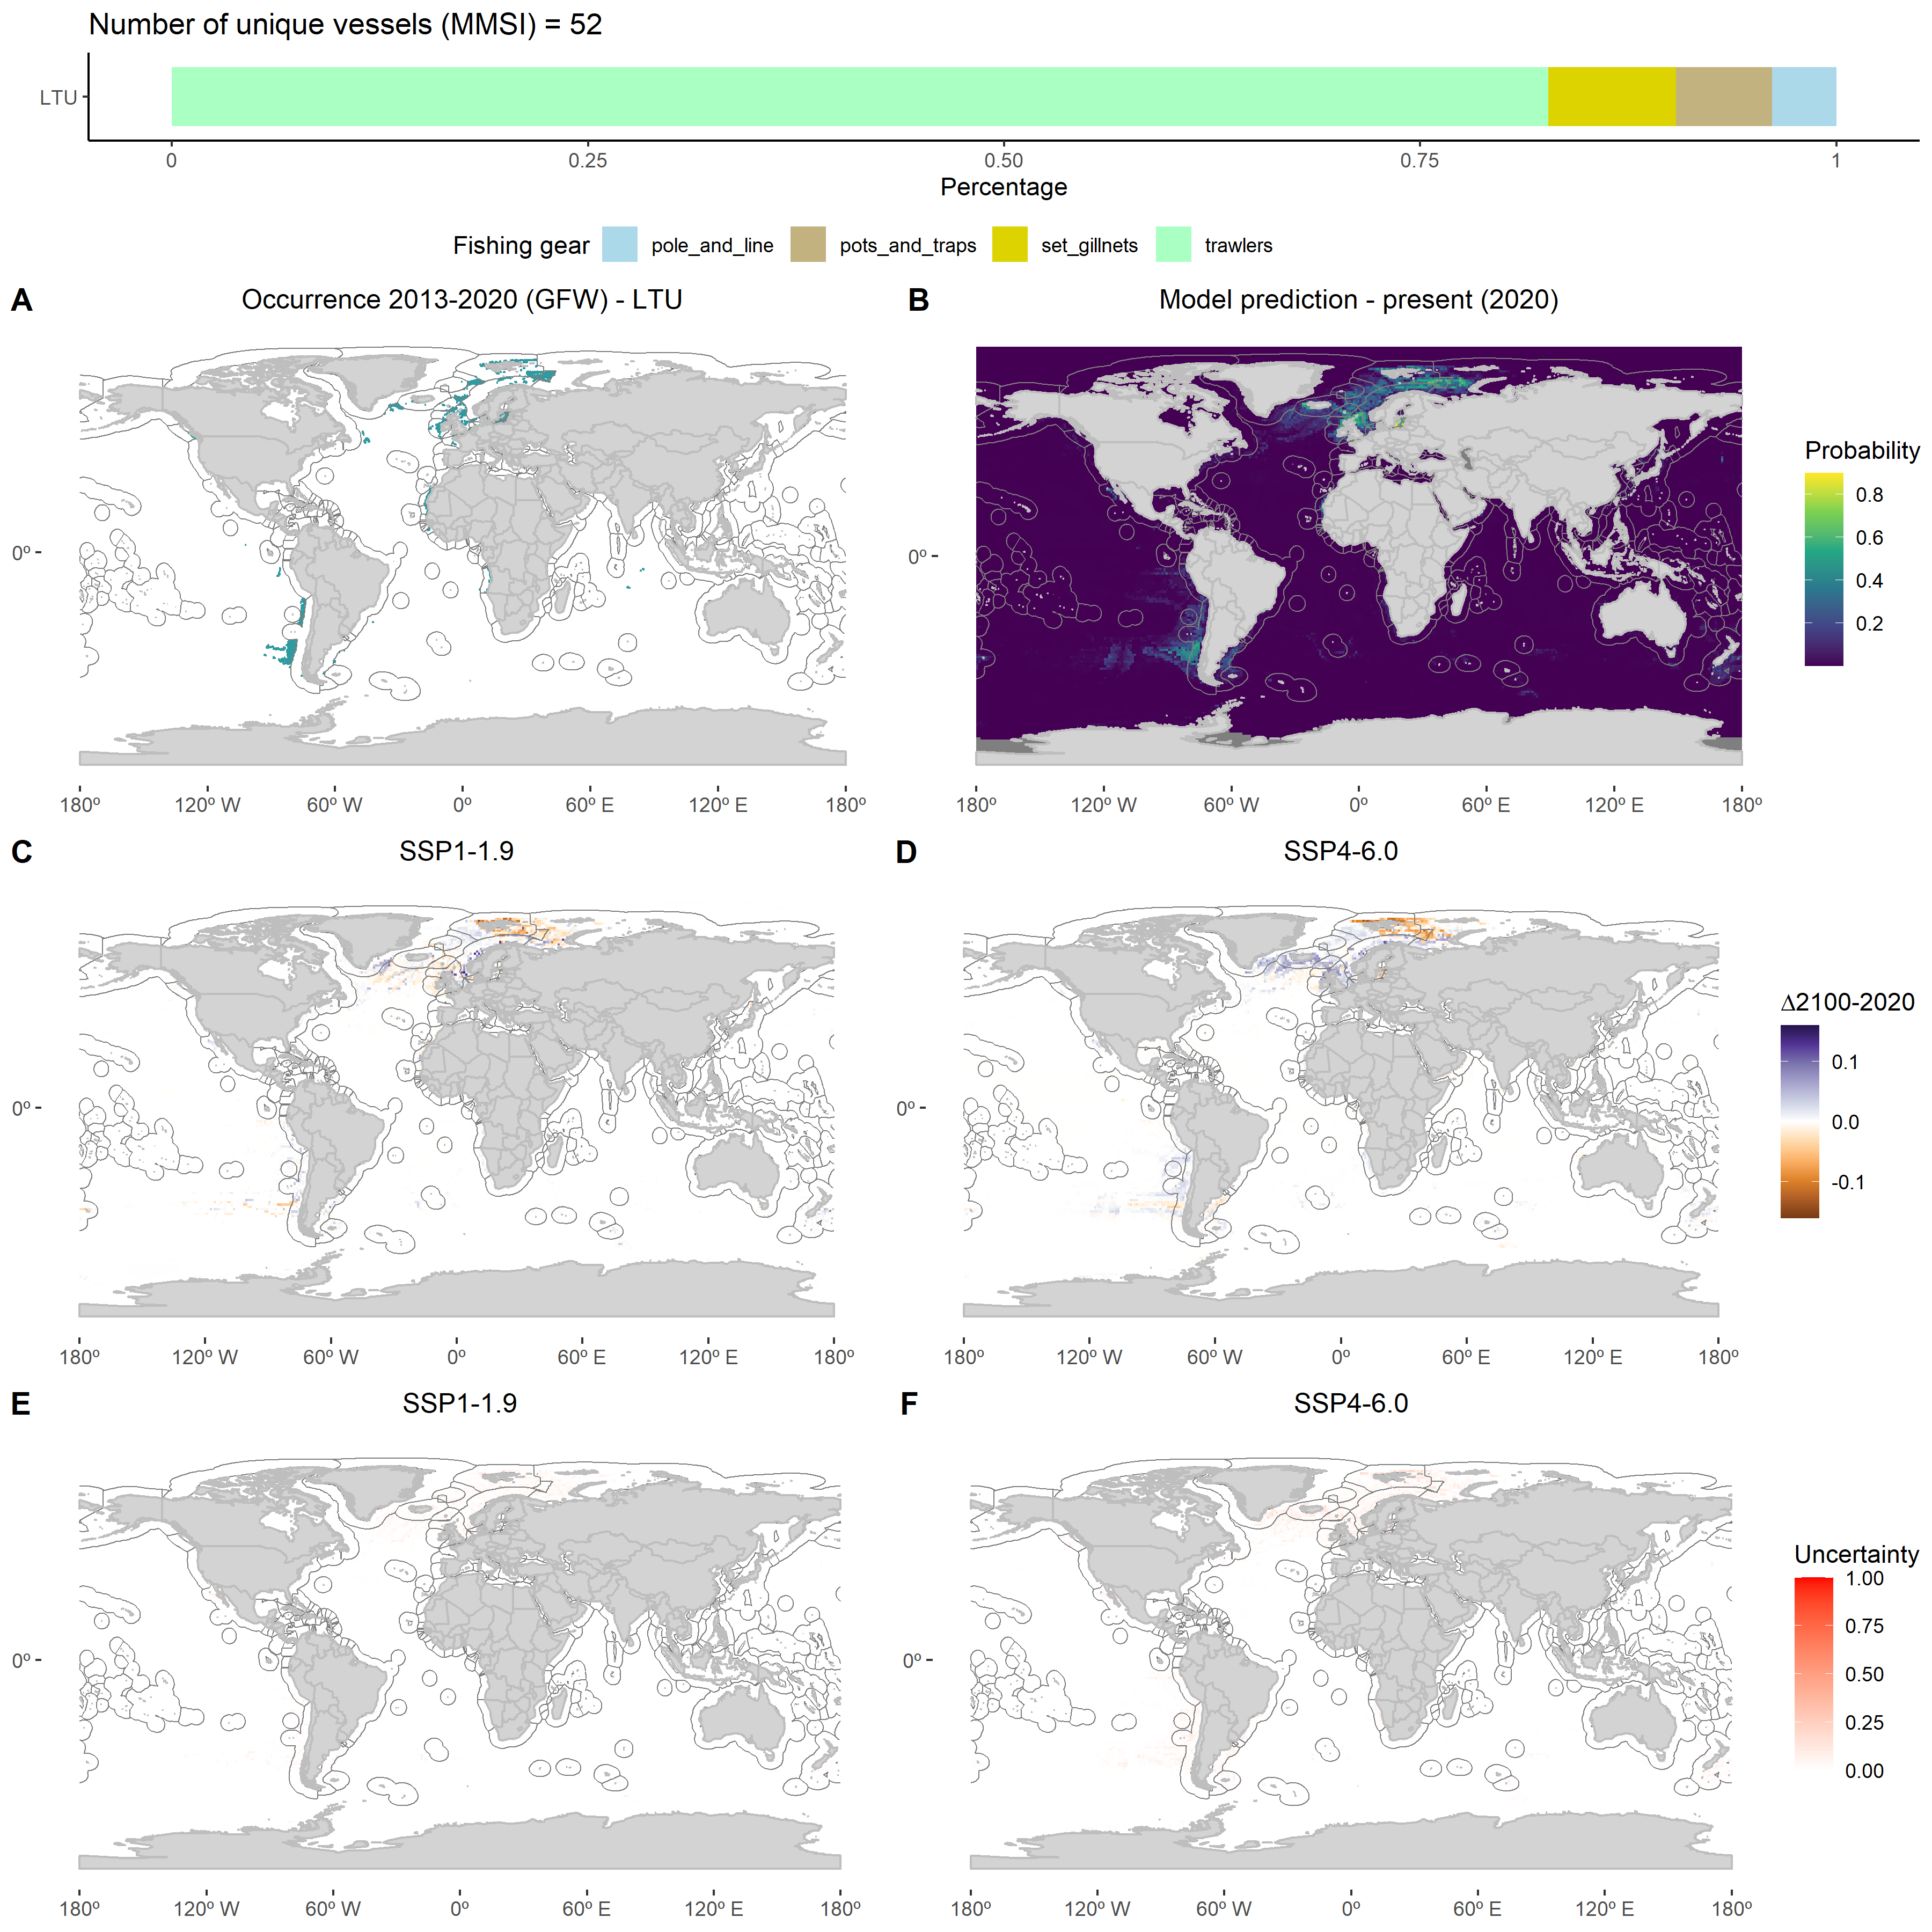 Number of unique vessels (MMSI) = 52
LTU
0 0.25 0.50 0.75 1
Percentage
Fishing gear pole_and_line pots_and_traps set_gillnets trawlers
A Occurrence 2013-2020 (GFW) - LTU
0º
180º 120º W 60º W 0º 60º E 120º E 180º
B Model prediction - present (2020)
0º
180º 120º W 60º W 0º 60º E 120º E 180º
Probability
0.8
0.6
0.4
0.2
C SSP1-1.9
0º
180º 120º W 60º W 0º 60º E 120º E 180º
D SSP4-6.0
0º
180º 120º W 60º W 0º 60º E 120º E 180º
Δ2100-2020
0.1
0.0
-0.1
E SSP1-1.9
0º
180º 120º W 60º W 0º 60º E 120º E 180º
F SSP4-6.0
0º
180º 120º W 60º W 0º 60º E 120º E 180º
Uncertainty
1.00
0.75
0.50
0.25
0.00